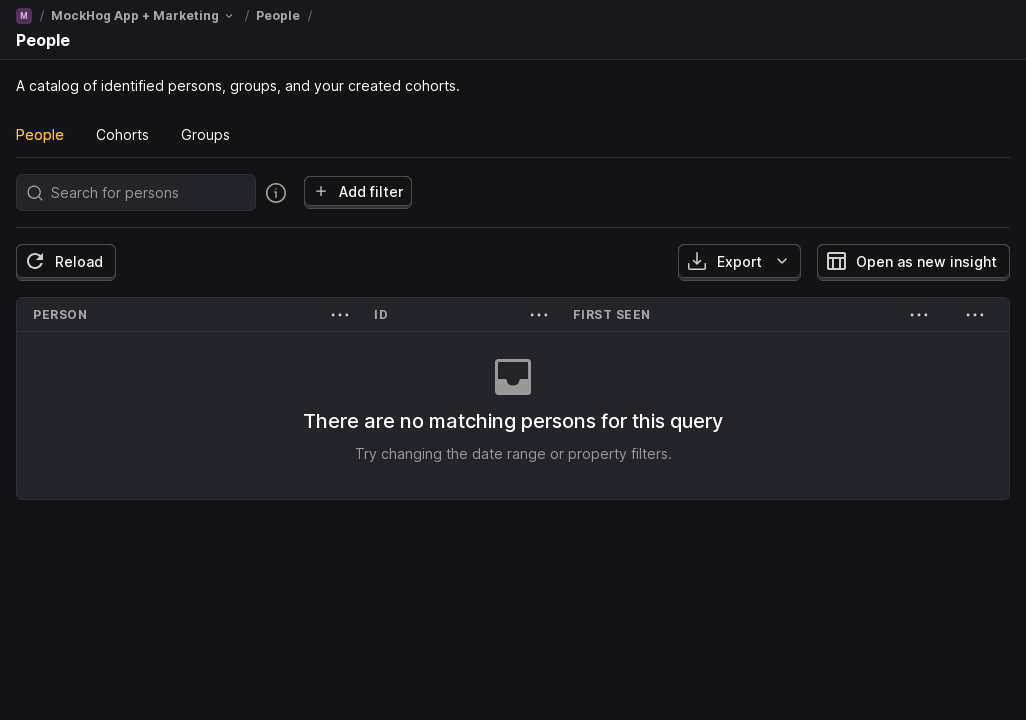 M / MockHog App + Marketing / People /
People
A catalog of identified persons, groups, and your created cohorts.
People Cohorts Groups
Search for persons Add filter
Reload Export Open as new insight
PERSON ID FIRST SEEN
There are no matching persons for this query
Try changing the date range or property filters.